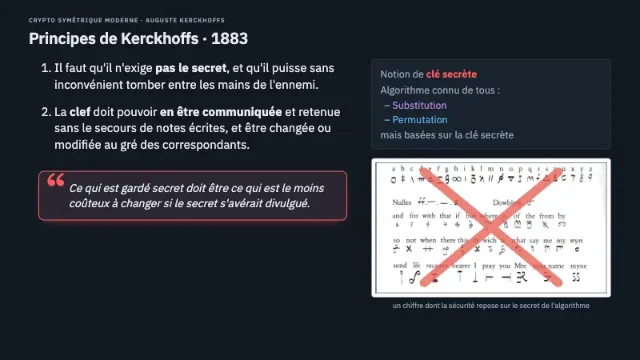 CRYPTO SYMÉTRIQUE MODERNE · AUGUSTE KERCKHOFFS
Principes de Kerckhoffs · 1883
1. Il faut qu'il n'exige pas le secret, et qu'il puisse sans
inconvénient tomber entre les mains de l'ennemi.
2. La clef doit pouvoir en être communiquée et retenue
sans le secours de notes écrites, et être changée ou
modifiée au gré des correspondants.
Ce qui est gardé secret doit être ce qui est le moins
coûteux à changer si le secret s'avérait divulgué.
Notion de clé secrète
Algorithme connu de tous :
– Substitution
– Permutation
mais basées sur la clé secrète
a b c d e f g h i k l m n o p q r s t u x y z
Nulles Dowbleth
and for with that if but where of the from by
so not when there this wich is what say me my wyrt
send receave bearer I pray you Mte your name myne
un chiffre dont la sécurité repose sur le secret de l'algorithme